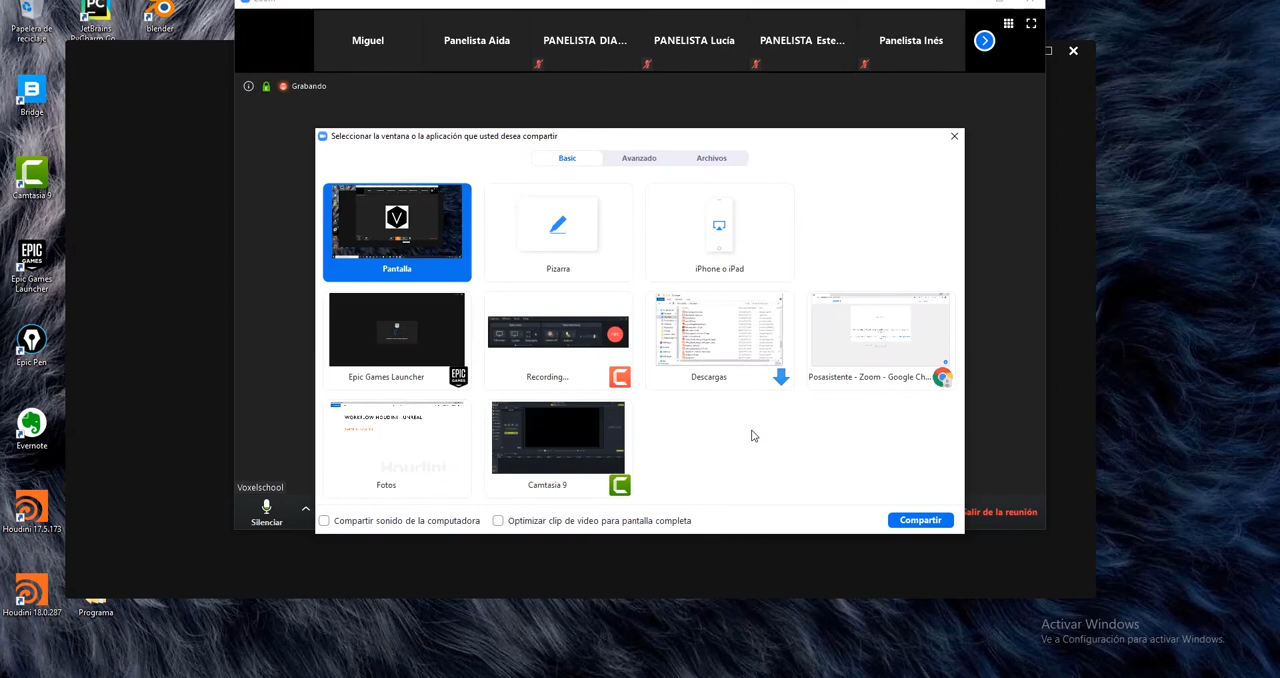 Papelera de
reciclaje
JetBrains
blender
Miguel
Panelista Aida
PANELISTA DIA...
PANELISTA Lucía
PANELISTA Este...
Panelista Inés
Grabando
Bridge
Seleccionar la ventana o la aplicación que usted desea compartir
Basic
Avanzado
Archivos
Camtasia 9
Pantalla
Pizarra
iPhone o iPad
EPIC
GAMES
Epic Games
Launcher
Epic Pen
Epic Games Launcher
EPIC
GAMES
Recording...
Descargas
Posasistente - Zoom - Google Ch...
Evernote
WORKFLOW HOUDINI
UNREAL
Houdini
Fotos
Camtasia 9
Voxelschool
Silenciar
Compartir sonido de la computadora
Optimizar clip de video para pantalla completa
Compartir
Salir de la reunión
Houdini 17.5.173
Houdini 18.0.287
Programa
Activar Windows
Ve a Configuración para activar Windows.